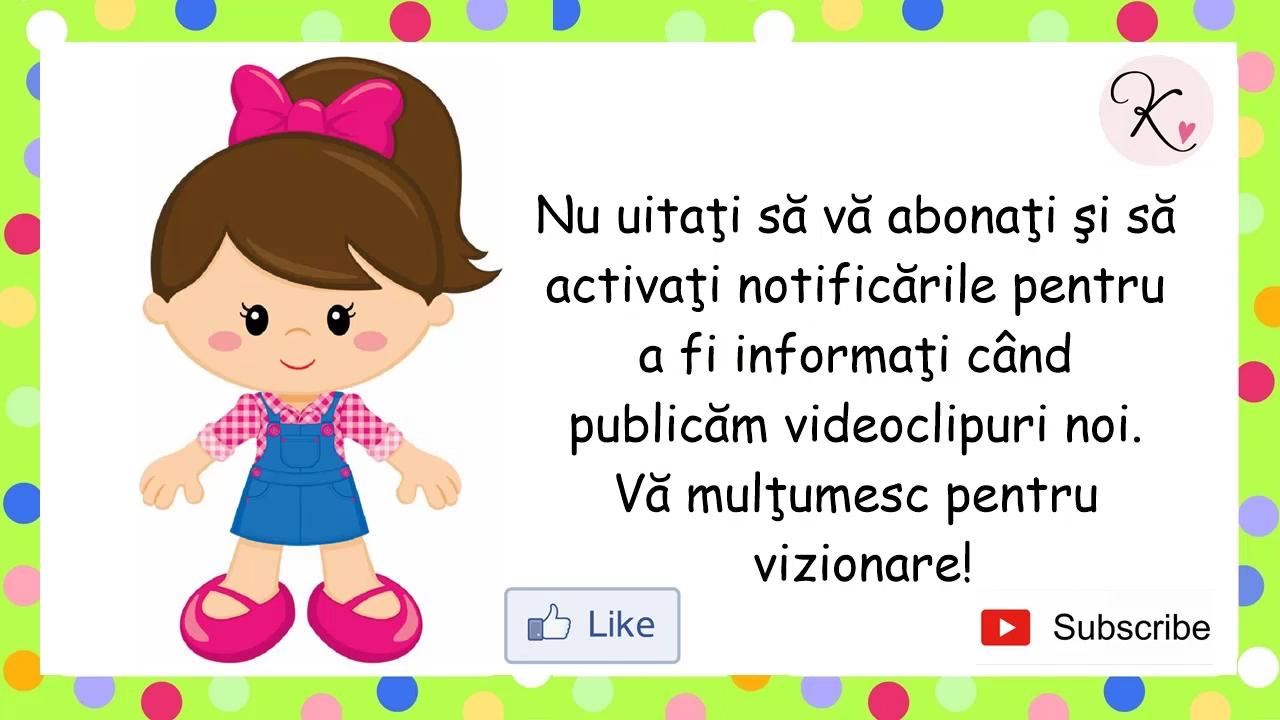 K
Nu uitaţi să vă abonaţi şi să
activaţi notificările pentru
a fi informaţi când
publicăm videoclipuri noi.
Vă mulţumesc pentru
vizionare!
Like
Subscribe